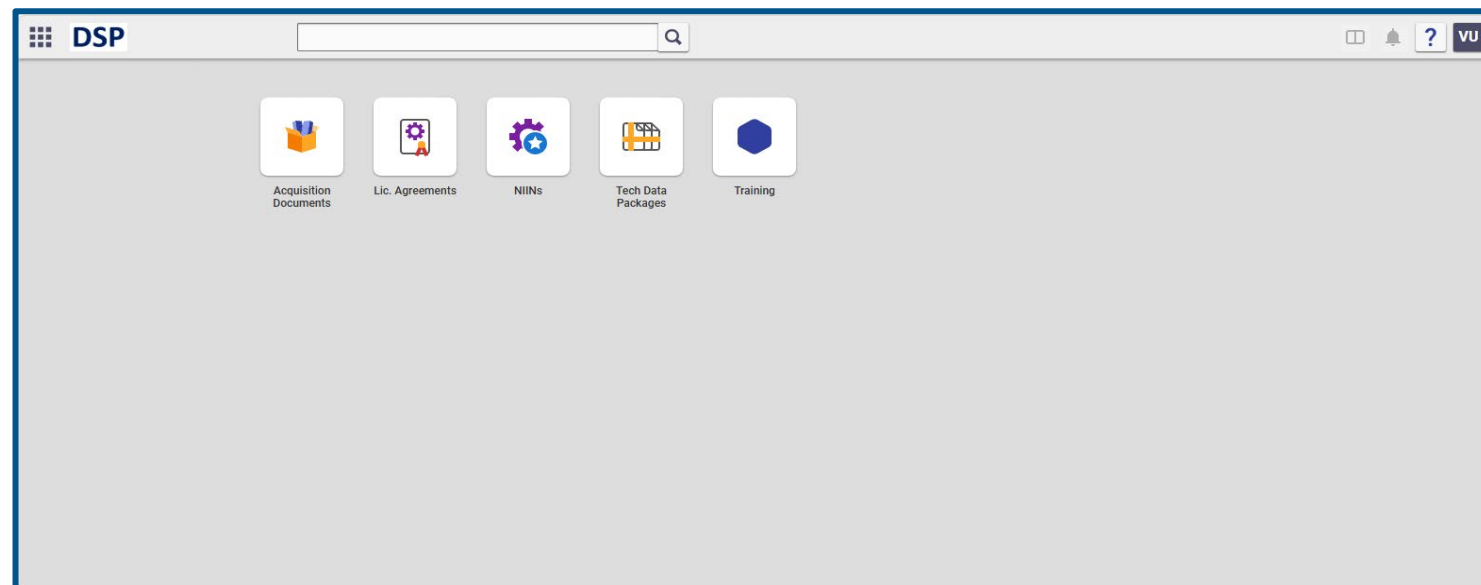 DSP
?
VU
Acquisition
Documents
Lic. Agreements
NIINs
Tech Data
Packages
Training